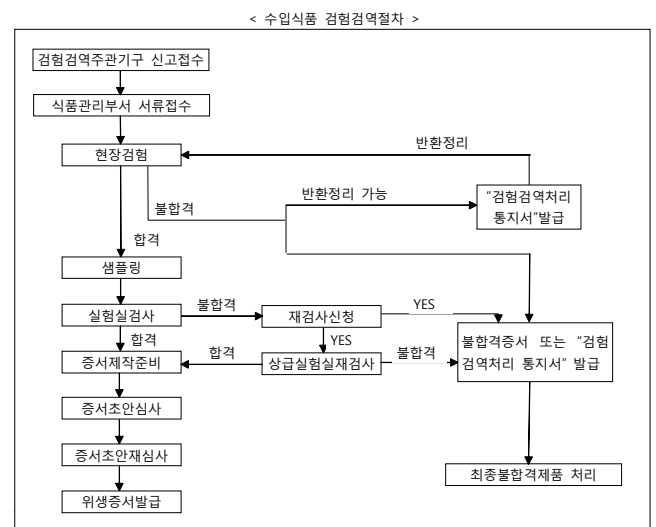 < 수입식품 검험검역절차 >
검험검역주관기구 신고접수
식품관리부서 서류접수
반환정리
현장검험
반환정리 가능
"검험검역처리
통지서"발급
불합격
합격
샘플링
실험실검사
불합격
재검사신청
YES
합격
YES
불합격증서 또는 "검험
검역처리 통지서" 발급
증서제작준비
합격
상급실험실재검사
불합격
증서초안심사
증서초안재심사
최종불합격제품 처리
위생증서발급